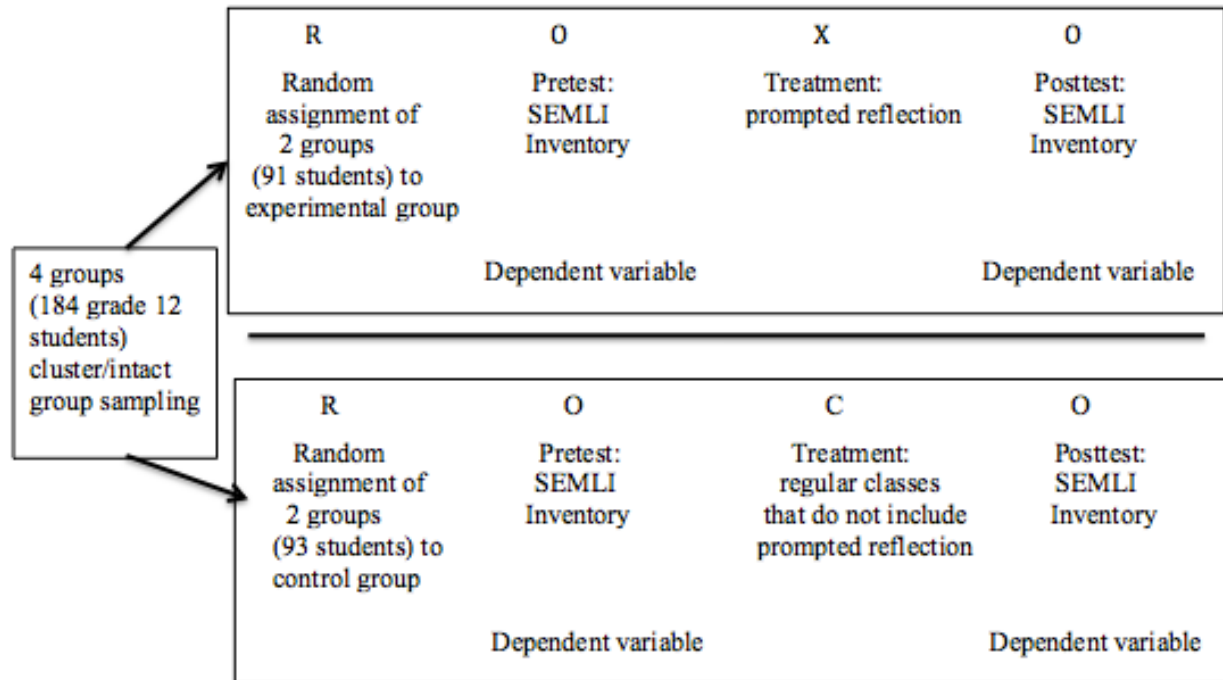 R O X O
Random Pretest: Treatment: Posttest:
assignment of SEMLI prompted reflection SEMLI
2 groups Inventory Inventory
(91 students) to
experimental group
Dependent variable Dependent variable
4 groups
(184 grade 12
students)
cluster/intact
group sampling
R O C O
Random Pretest: Treatment: Posttest:
assignment of SEMLI regular classes SEMLI
2 groups Inventory that do not include Inventory
(93 students) to prompted reflection
control group
Dependent variable Dependent variable